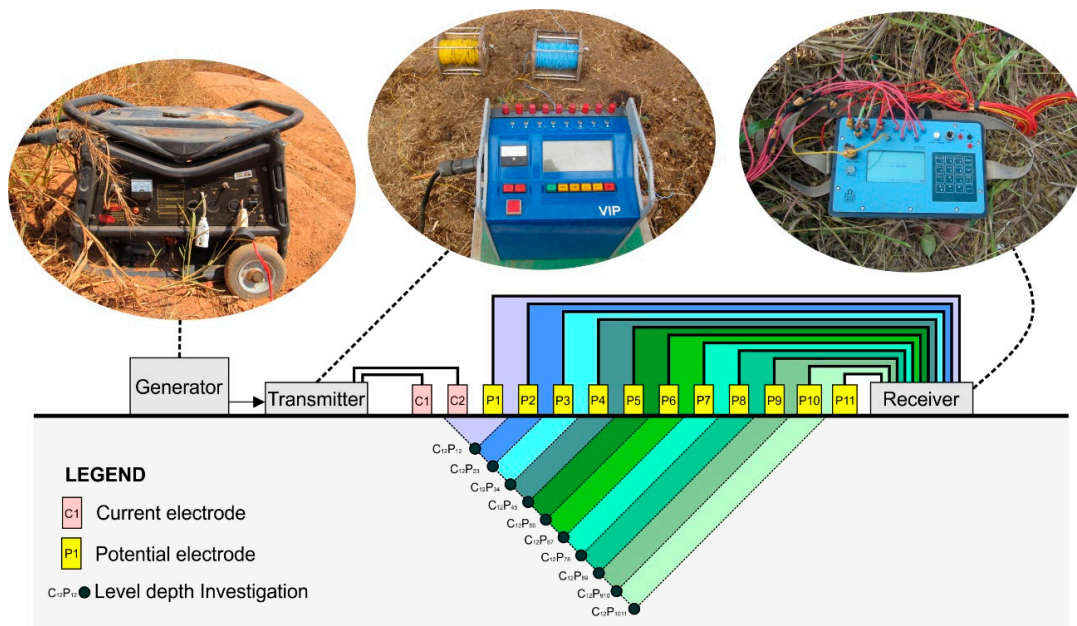 VIP
Generator
Transmitter
C1
C2
P1
P2
P3
P4
P5
P6
P7
P8
P9
P10
P11
Receiver
C₁₂P₁₂
C₁₂P₂₃
C₁₂P₃₄
C₁₂P₄₅
C₁₂P₅₆
C₁₂P₆₇
C₁₂P₇₈
C₁₂P₈₉
C₁₂P₉₁₀
C₁₂P₁₀₁₁
LEGEND
C1 Current electrode
P1 Potential electrode
C₁₂P₁₂ Level depth Investigation